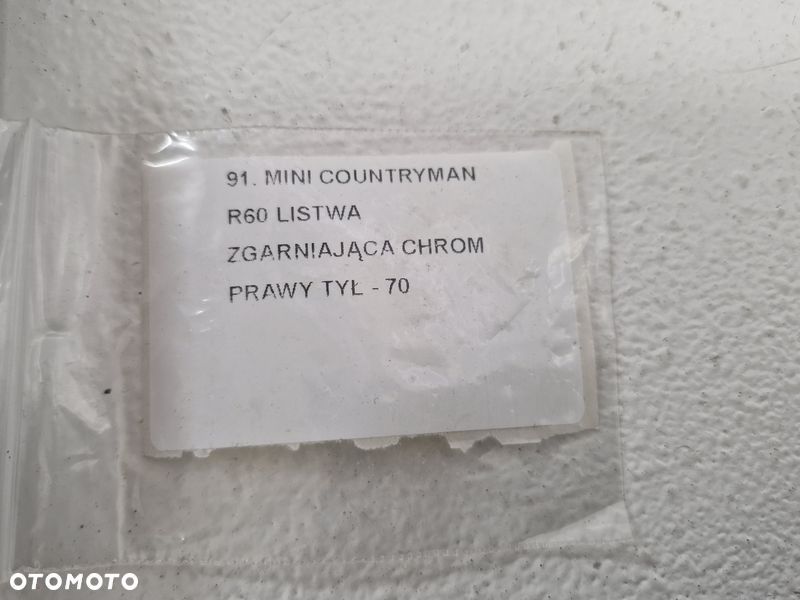 91. MINI COUNTRYMAN
R60 LISTWA
ZGARNIAJĄCA CHROM
PRAWY TYŁ - 70
OTOMOTO